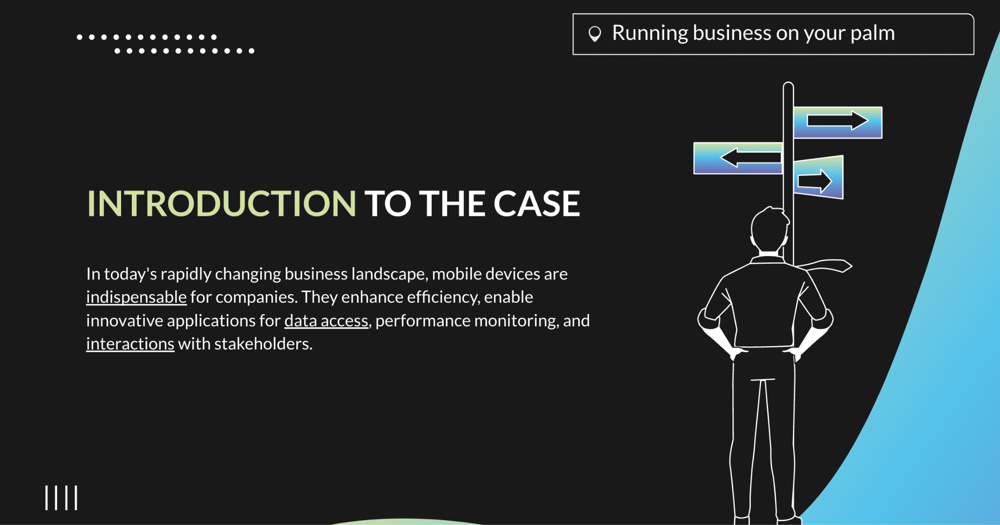 Running business on your palm
INTRODUCTION TO THE CASE
In today's rapidly changing business landscape, mobile devices are
indispensable for companies. They enhance efficiency, enable
innovative applications for data access, performance monitoring, and
interactions with stakeholders.